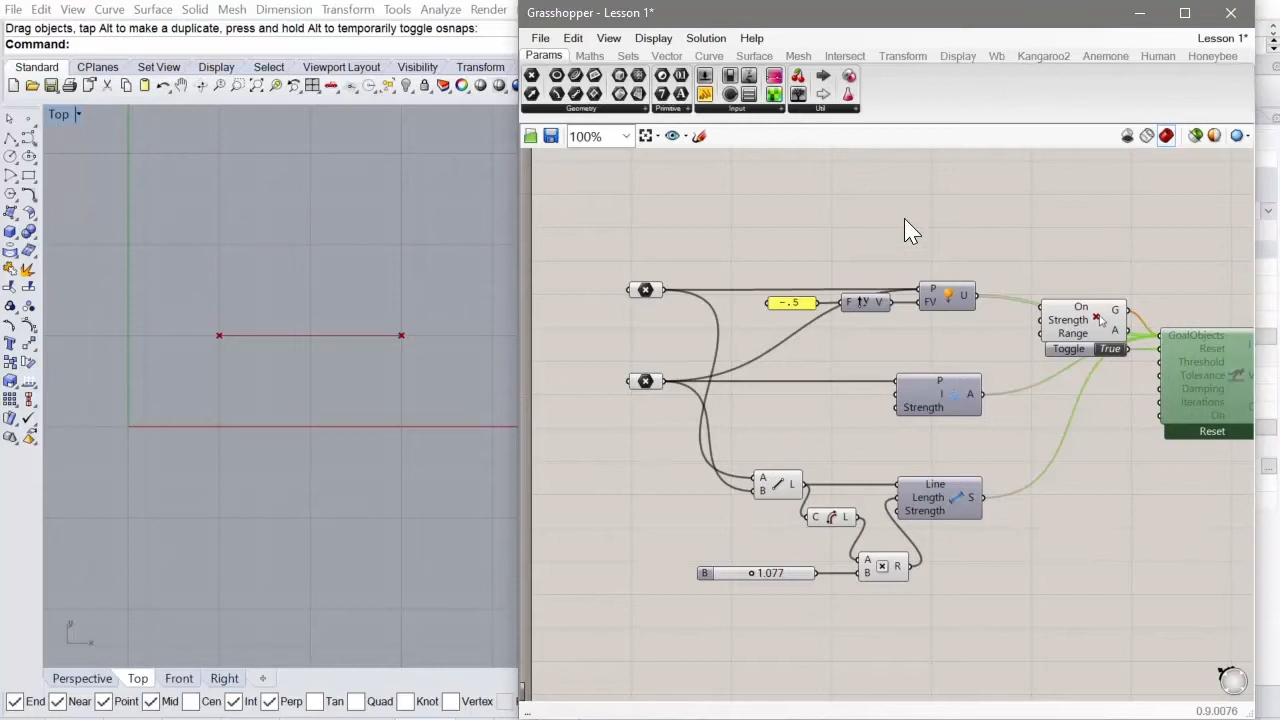 File Edit View Curve Surface Solid Mesh Dimension Transform Tools Analyze Render
Drag objects, tap Alt to make a duplicate, press and hold Alt to temporarily toggle osnaps:
Command:
Standard CPlanes Set View Display Select Viewport Layout Visibility Transform
Top
y
x
Perspective Top Front Right
End Near Point Mid Cen Int Perp Tan Quad Knot Vertex
Grasshopper - Lesson 1*
File Edit View Display Solution Help Lesson 1*
Params Maths Sets Vector Curve Surface Mesh Intersect Transform Display Wb Kangaroo2 Anemone Human Honeybee
Geometry Primitive Input Util
100%
-.5
F y V
P U
FV
On G
Strength
Range A
Toggle True
GoalObjects
Reset
Threshold
Tolerance
Damping
Iterations
On
Reset
P
I A
Strength
A L
B
Line
Length S
Strength
C L
A R
B
B 1.077
... 0.9.0076